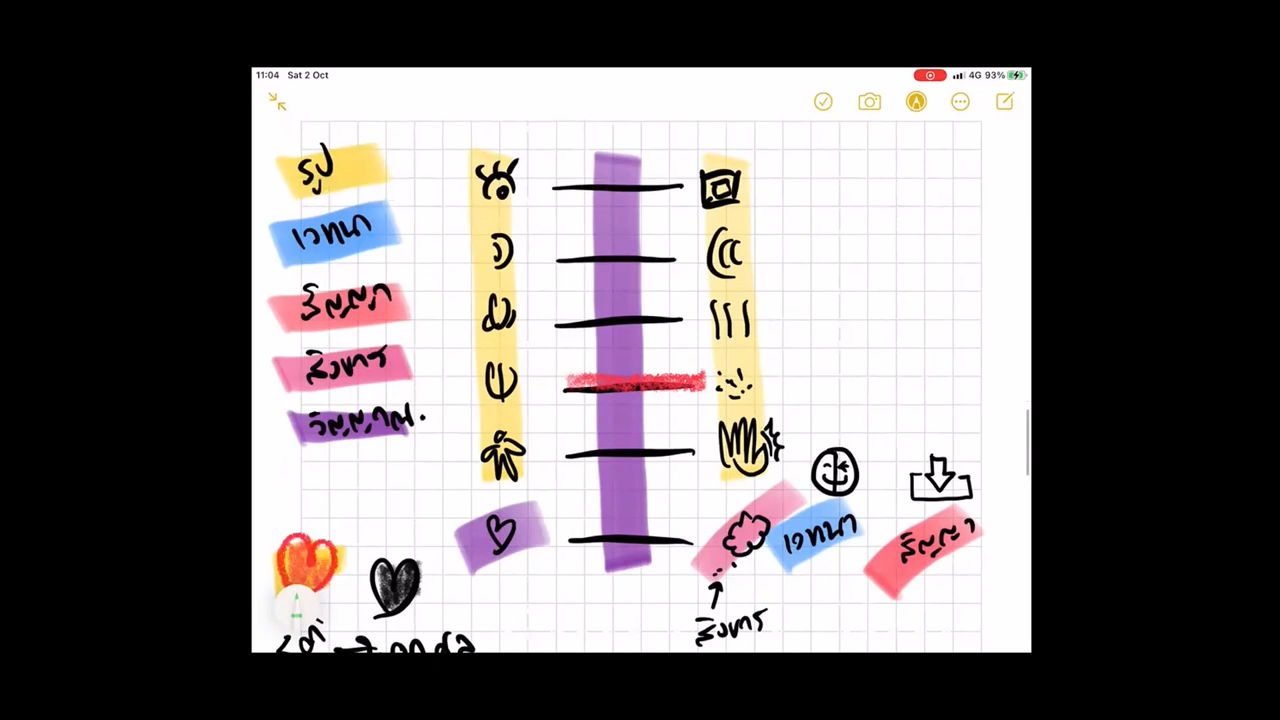 11:04 Sat 2 Oct
4G 93%
รูป
เวทนา
สัญญา
สังขาร
วิญญาณ.
เวทนา
สัญญา
สังขาร